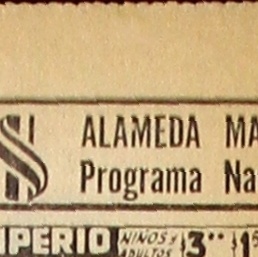 ALAMEDA MA
Programa Na
IMPERIO NIÑOS Y ADULTOS $3'' $1